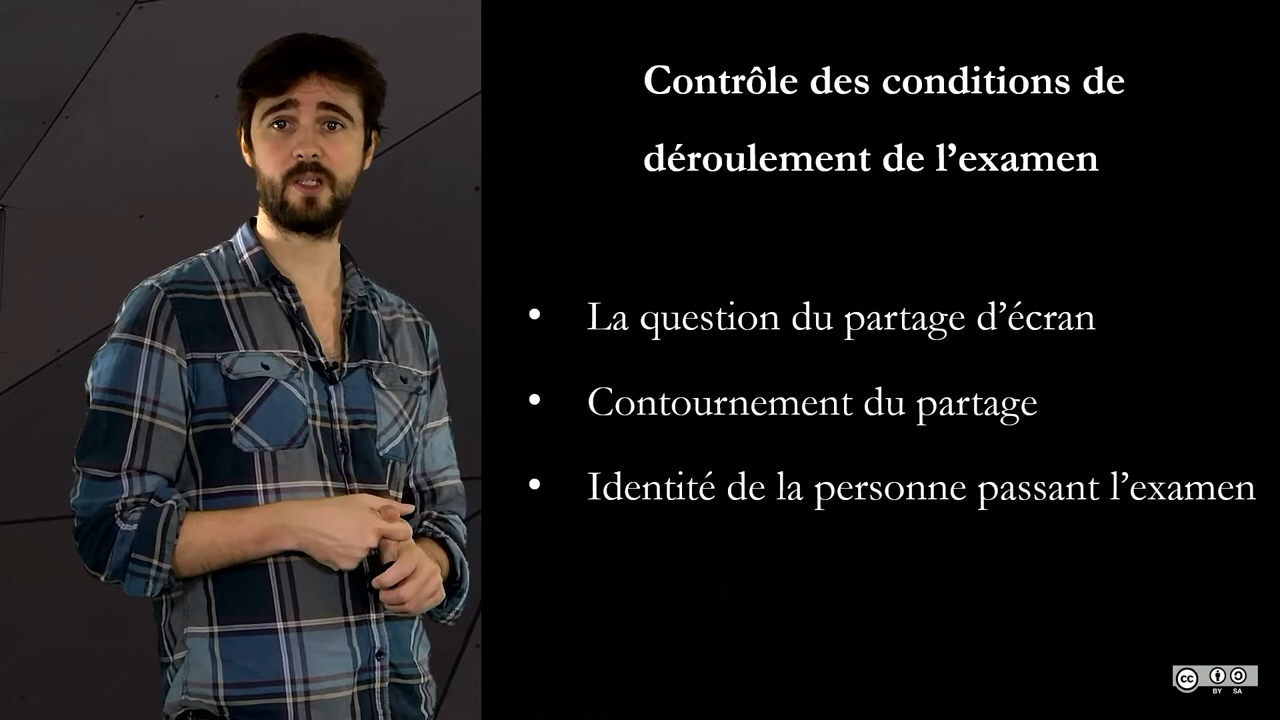 Contrôle des conditions de
déroulement de l’examen
• La question du partage d’écran
• Contournement du partage
• Identité de la personne passant l’examen
cc
BY SA